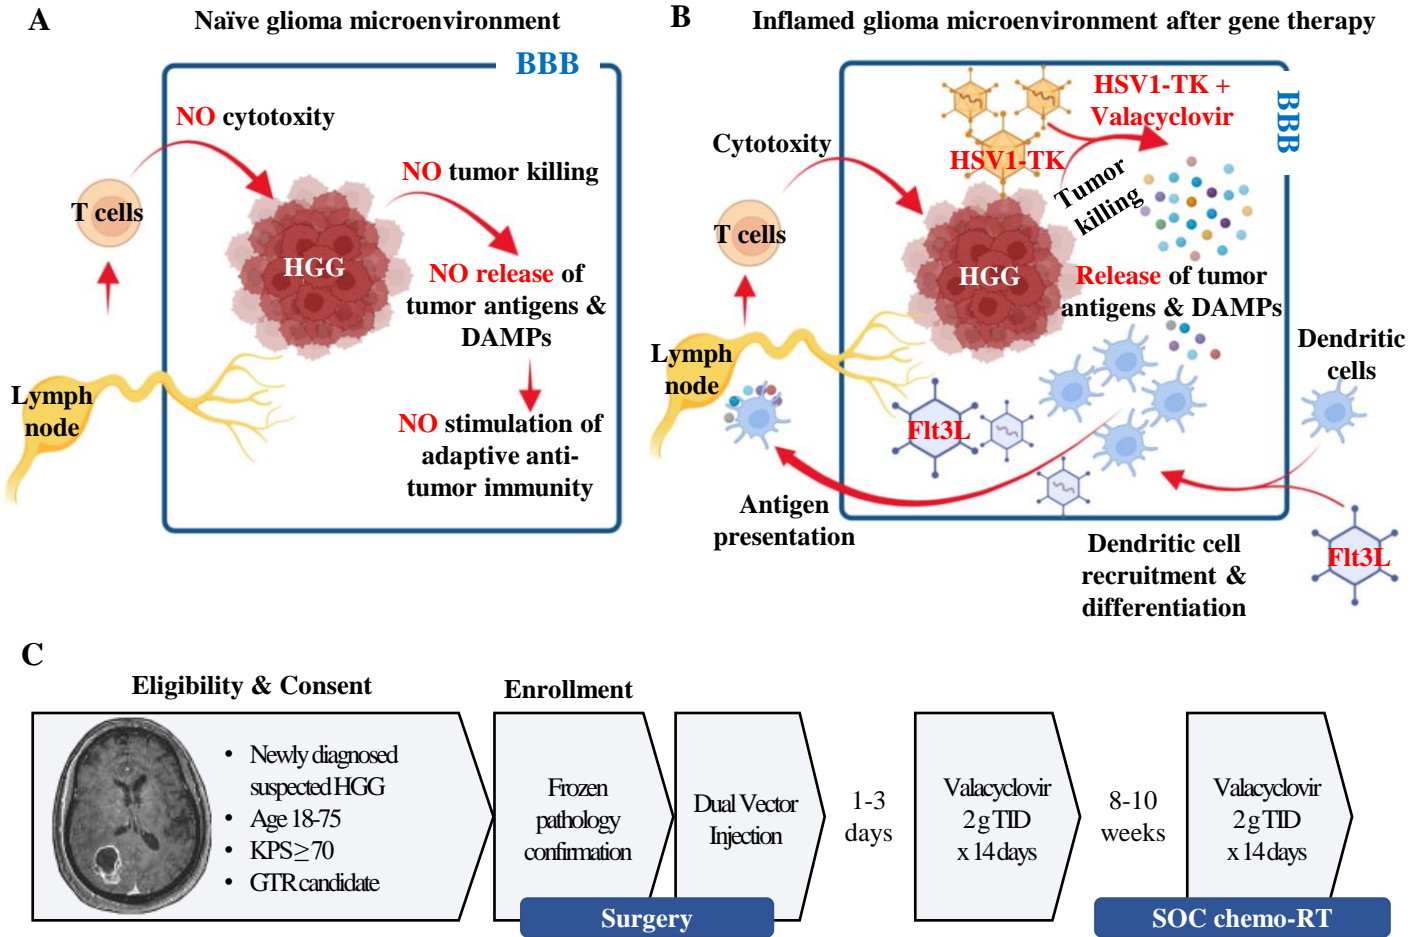 A
Naïve glioma microenvironment
BBB
NO cytotoxity
NO tumor killing
T cells
HGG
NO release of
tumor antigens &
DAMPs
Lymph
node
NO stimulation of
adaptive anti-
tumor immunity
B
Inflamed glioma microenvironment after gene therapy
BBB
HSV1-TK +
Valacyclovir
Cytotoxity
HSV1-TK
Tumor
killing
T cells
HGG
Release of tumor
antigens & DAMPs
Lymph
node
Dendritic
cells
Flt3L
Antigen
presentation
Dendritic cell
recruitment &
differentiation
Flt3L
C
Eligibility & Consent
Enrollment
• Newly diagnosed
suspected HGG
• Age 18-75
• KPS ≥ 70
• GTR candidate
Frozen
pathology
confirmation
Dual Vector
Injection
Surgery
1-3
days
Valacyclovir
2 g TID
x 14 days
8-10
weeks
Valacyclovir
2 g TID
x 14 days
SOC chemo-RT